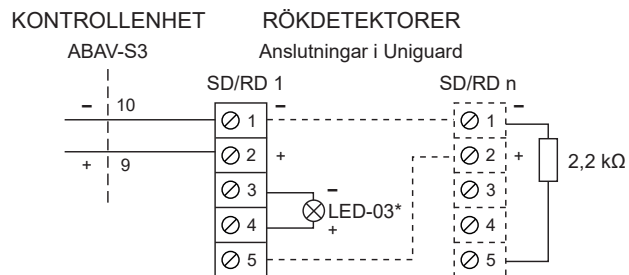 KONTROLLENHET RÖKDETEKTORER
ABAV-S3 Anslutningar i Uniguard
SD/RD 1 SD/RD n
– 10 1 – 1 –
+ 9 2 + 2 + 2,2 kΩ
3 – 3
LED-03*
4 + 4
5 5